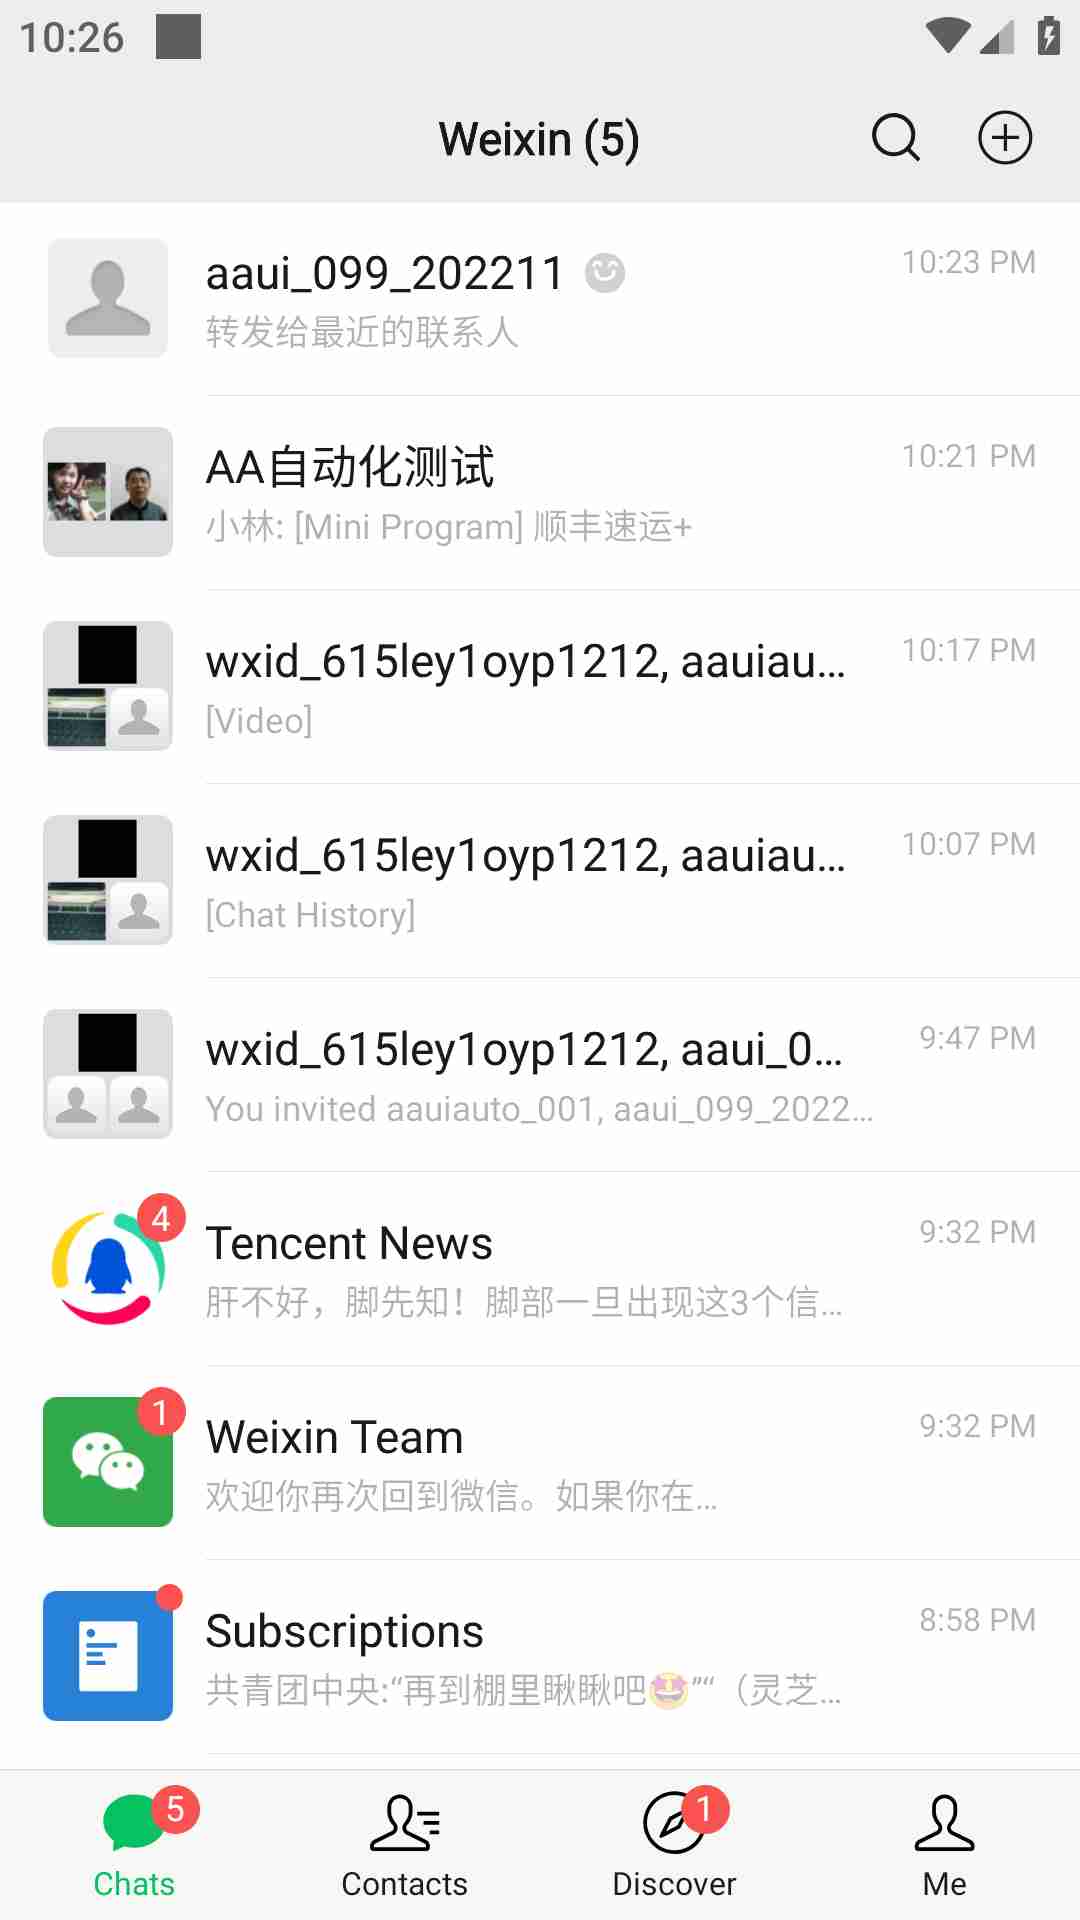 10:26
Weixin (5)
aaui_099_202211
10:23 PM
转发给最近的联系人
AA自动化测试
10:21 PM
小林: [Mini Program] 顺丰速运+
wxid_615ley1oyp1212, aauiau...
10:17 PM
[Video]
wxid_615ley1oyp1212, aauiau...
10:07 PM
[Chat History]
wxid_615ley1oyp1212, aaui_0...
9:47 PM
You invited aauiauto_001, aaui_099_2022...
4
Tencent News
9:32 PM
肝不好，脚先知！脚部一旦出现这3个信...
1
Weixin Team
9:32 PM
欢迎你再次回到微信。如果你在...
Subscriptions
8:58 PM
共青团中央:“再到棚里瞅瞅吧🤩”“（灵芝...
5
1
Chats
Contacts
Discover
Me